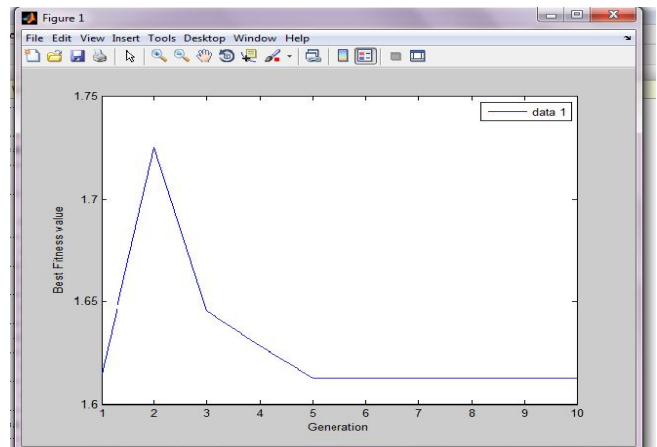 Figure 1
File Edit View Insert Tools Desktop Window Help
data 1
1.75
1.7
1.65
1.6
Best Fitness value
1 2 3 4 5 6 7 8 9 10
Generation